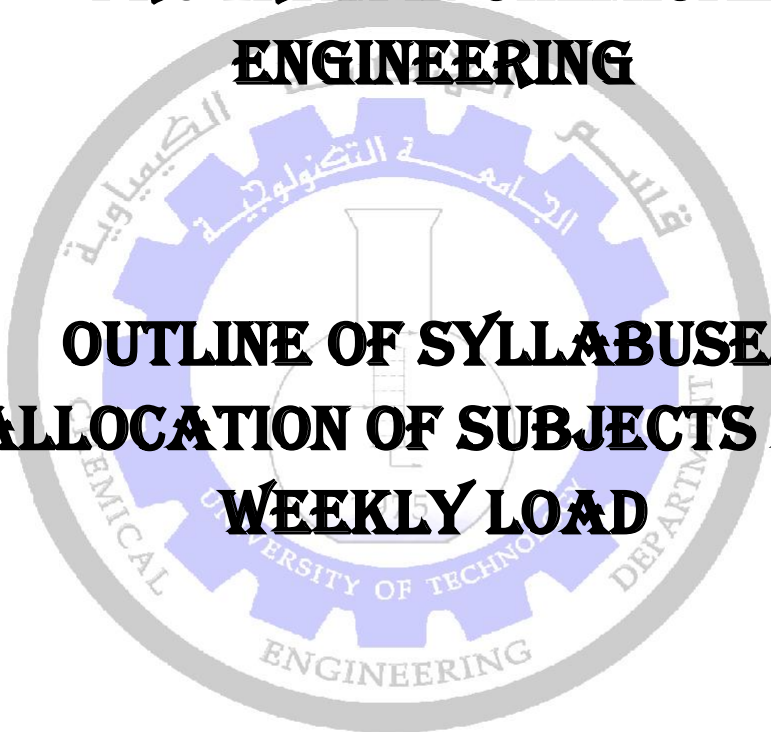 ENGINEERING
قسم
الكيمياوية
الجامعة التكنولوجية
OUTLINE OF SYLLABUSE
ALLOCATION OF SUBJECTS
WEEKLY LOAD
UNIVERSITY OF TECHNOLOGY
CHEMICAL ENGINEERING DEPARTMENT